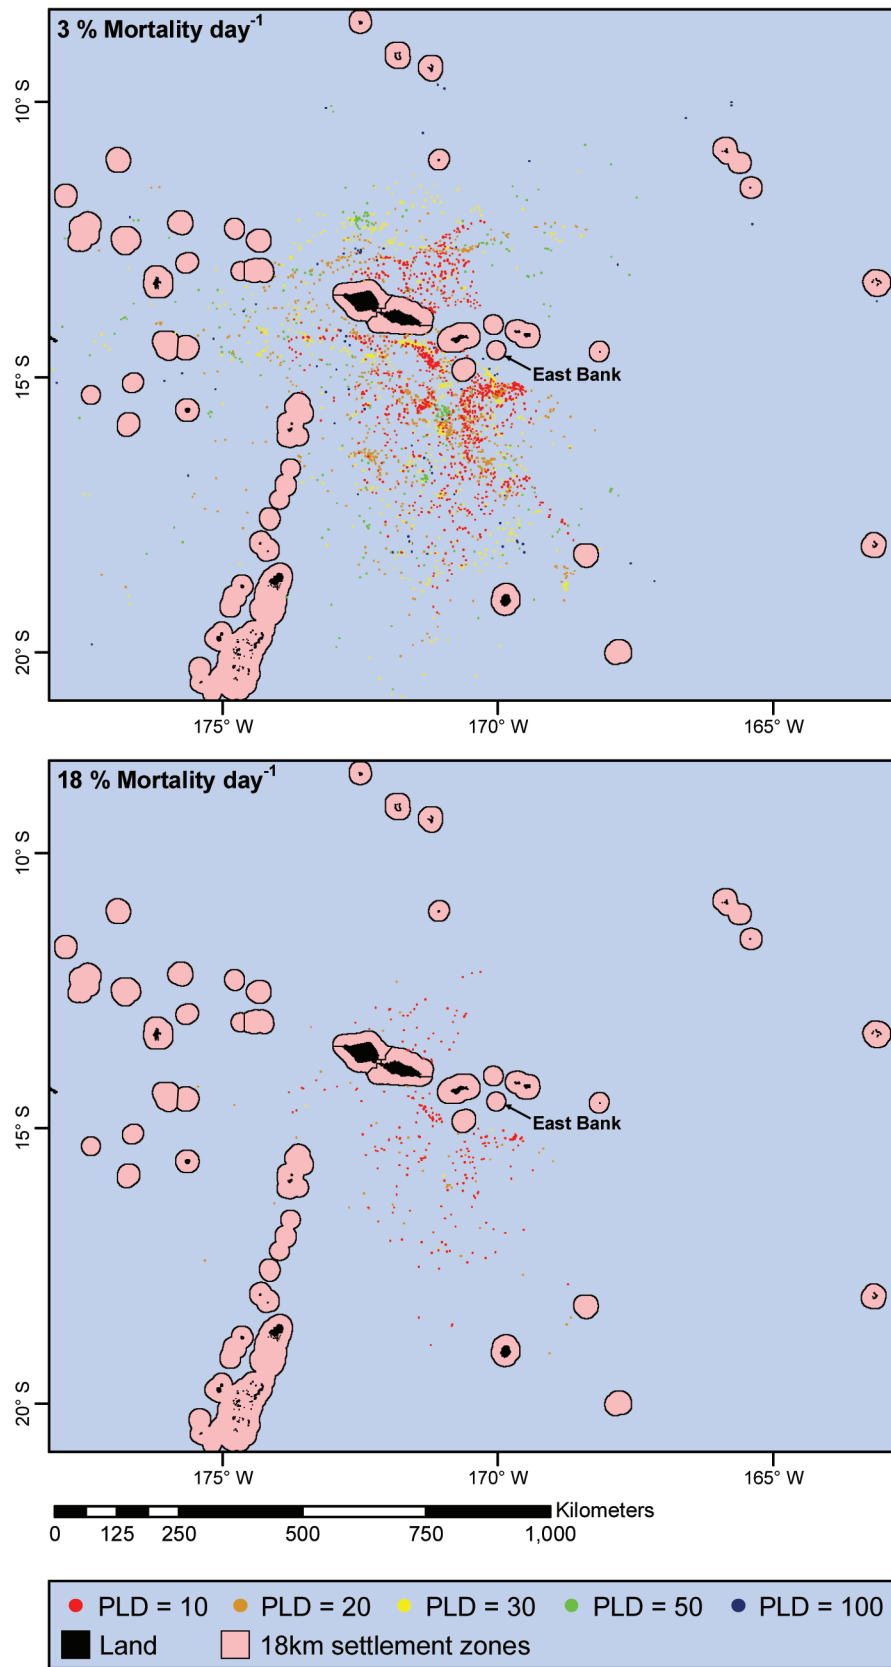 3 % Mortality day-1
10° S
15° S
East Bank
20° S
175° W
170° W
165° W
18 % Mortality day-1
10° S
15° S
East Bank
20° S
175° W
170° W
165° W
Kilometers
0 125 250 500 750 1,000
PLD = 10 PLD = 20 PLD = 30 PLD = 50 PLD = 100
Land 18km settlement zones